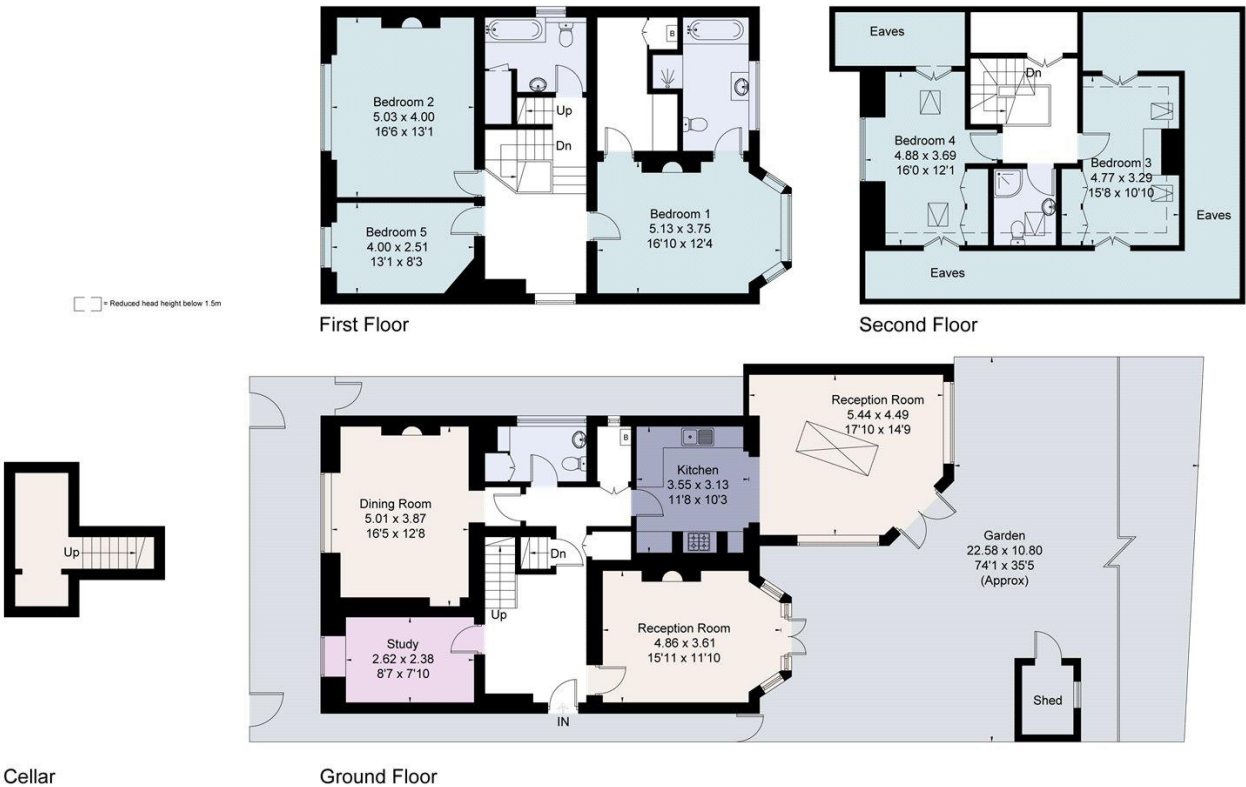 Bedroom 2
5.03 x 4.00
16'6 x 13'1
Up
Dn
B
Bedroom 5
4.00 x 2.51
13'1 x 8'3
Bedroom 1
5.13 x 3.75
16'10 x 12'4
= Reduced head height below 1.5m
First Floor
Eaves
Dn
Bedroom 4
4.88 x 3.69
16'0 x 12'1
Bedroom 3
4.77 x 3.29
15'8 x 10'10
Eaves
Eaves
Second Floor
Up
Cellar
Dining Room
5.01 x 3.87
16'5 x 12'8
B
Kitchen
3.55 x 3.13
11'8 x 10'3
Reception Room
5.44 x 4.49
17'10 x 14'9
Dn
Up
Study
2.62 x 2.38
8'7 x 7'10
Reception Room
4.86 x 3.61
15'11 x 11'10
IN
Garden
22.58 x 10.80
74'1 x 35'5
(Approx)
Shed
Ground Floor